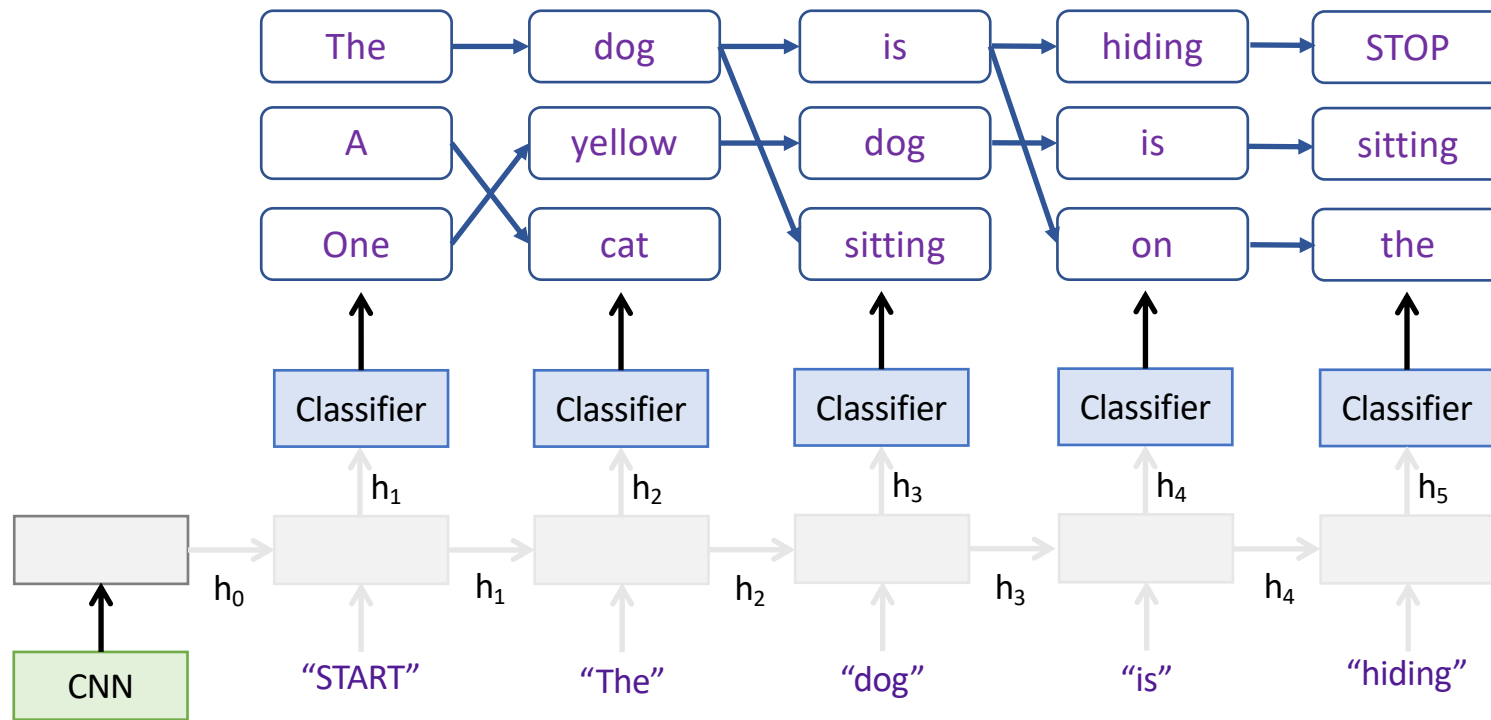 The dog is hiding STOP
A yellow dog is sitting
One cat sitting on the
Classifier Classifier Classifier Classifier Classifier
h₁ h₂ h₃ h₄ h₅
h₀ h₁ h₂ h₃ h₄
CNN “START” “The” “dog” “is” “hiding”